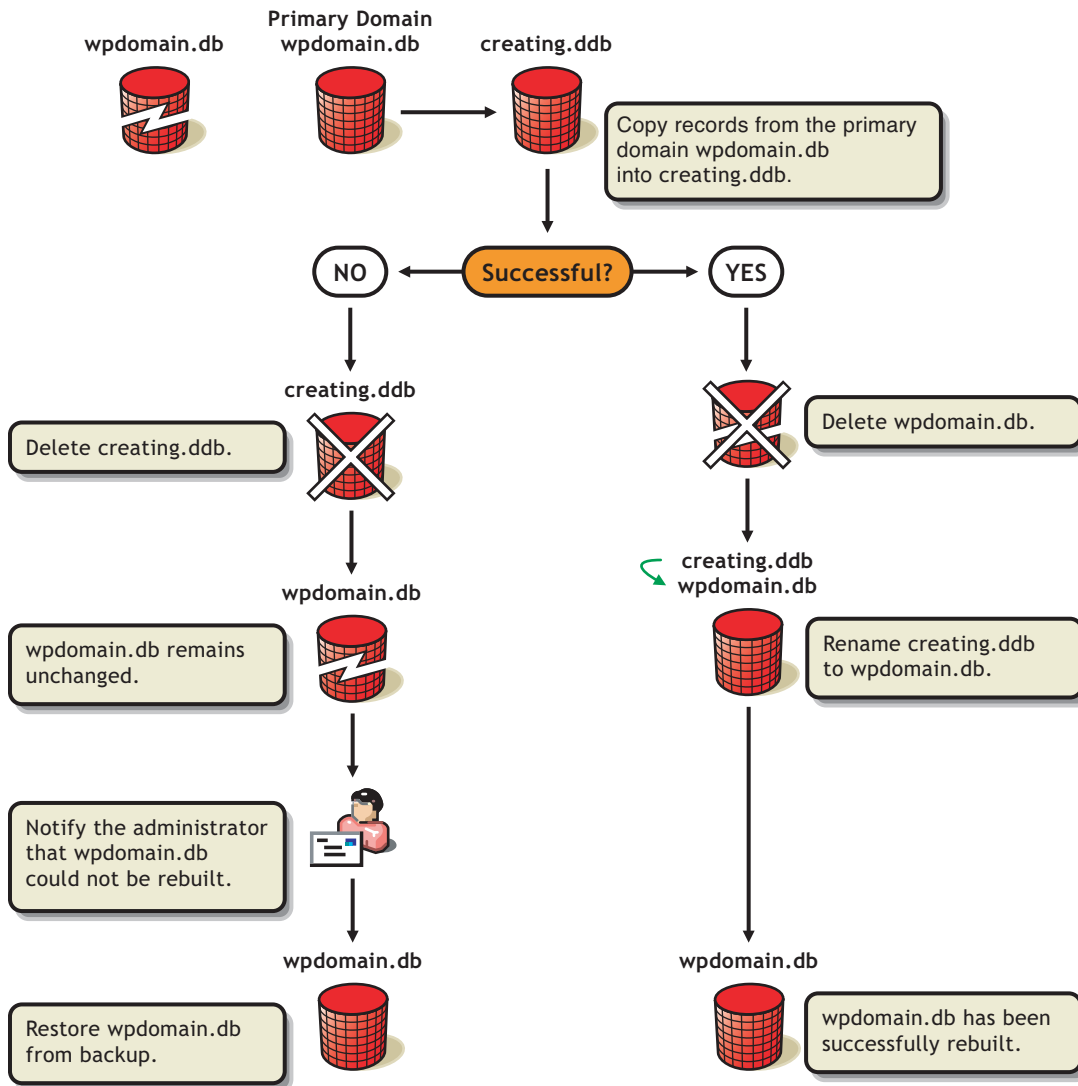 wpdomain.db
Primary Domain
wpdomain.db
creating.ddb
Copy records from the primary
domain wpdomain.db
into creating.ddb.
NO
Successful?
YES
creating.ddb
Delete creating.ddb.
Delete wpdomain.db.
creating.ddb
wpdomain.db
wpdomain.db
wpdomain.db remains
unchanged.
Rename creating.ddb
to wpdomain.db.
Notify the administrator
that wpdomain.db
could not be rebuilt.
wpdomain.db
wpdomain.db
Restore wpdomain.db
from backup.
wpdomain.db has been
successfully rebuilt.